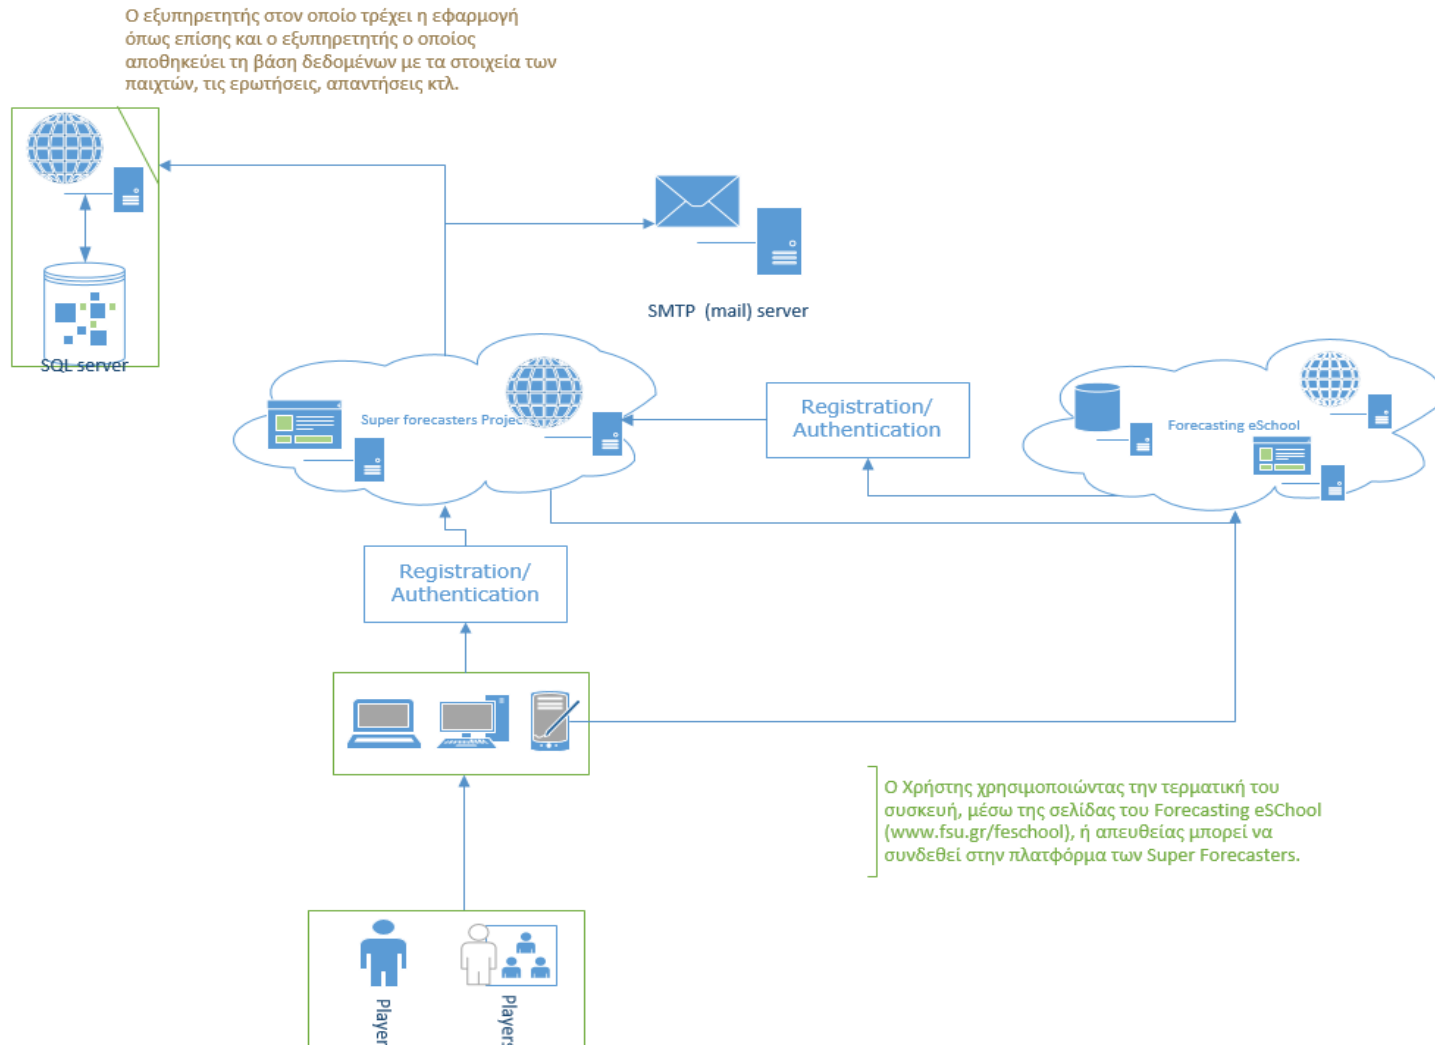 Ο εξυπηρετητής στον οποίο τρέχει η εφαρμογή
όπως επίσης και ο εξυπηρετητής ο οποίος
αποθηκεύει τη βάση δεδομένων με τα στοιχεία των
παιχτών, τις ερωτήσεις, απαντήσεις κτλ.
SMTP (mail) server
SQL server
Super forecasters Projec
Registration/
Authentication
Forecasting eSchool
Registration/
Authentication
Ο Χρήστης χρησιμοποιώντας την τερματική του
συσκευή, μέσω της σελίδας του Forecasting eSChool
(www.fsu.gr/feschool), ή απευθείας μπορεί να
συνδεθεί στην πλατφόρμα των Super Forecasters.
Player
Players